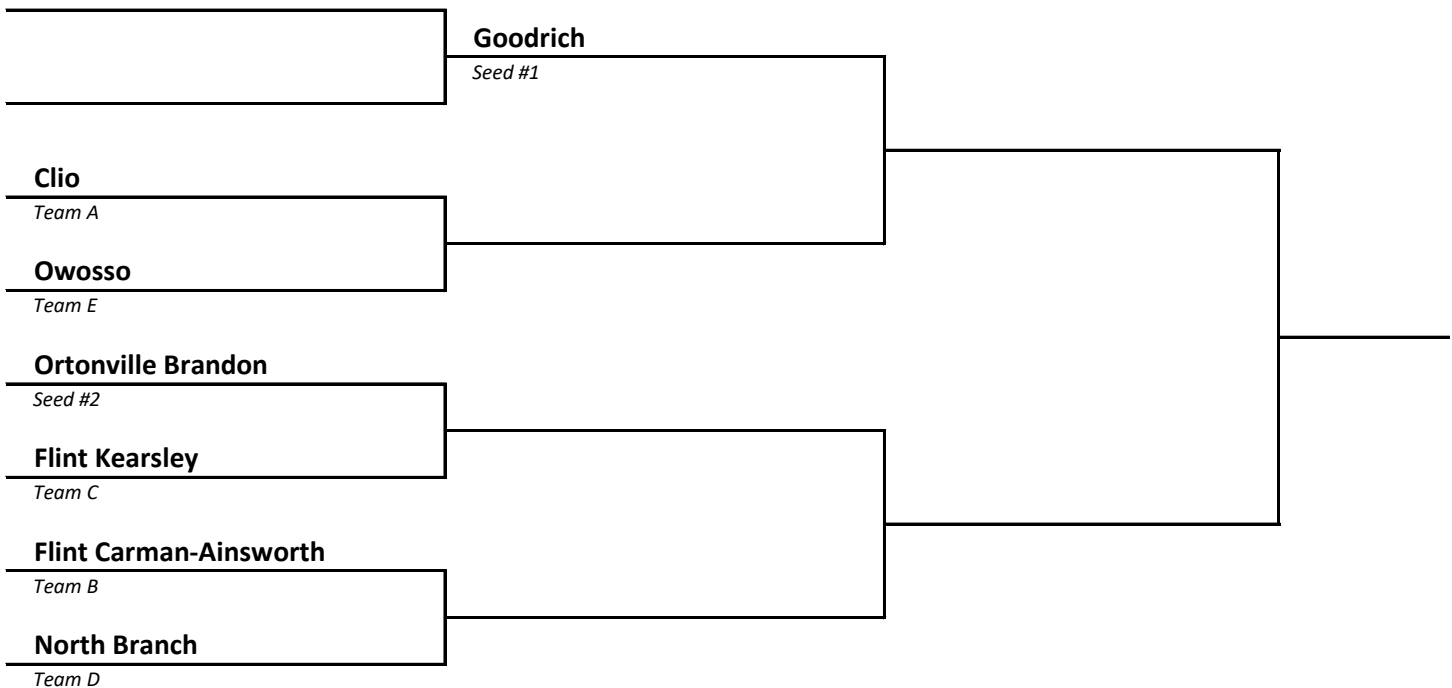 Goodrich
Seed #1
Clio
Team A
Owosso
Team E
Ortonville Brandon
Seed #2
Flint Kearsley
Team C
Flint Carman-Ainsworth
Team B
North Branch
Team D